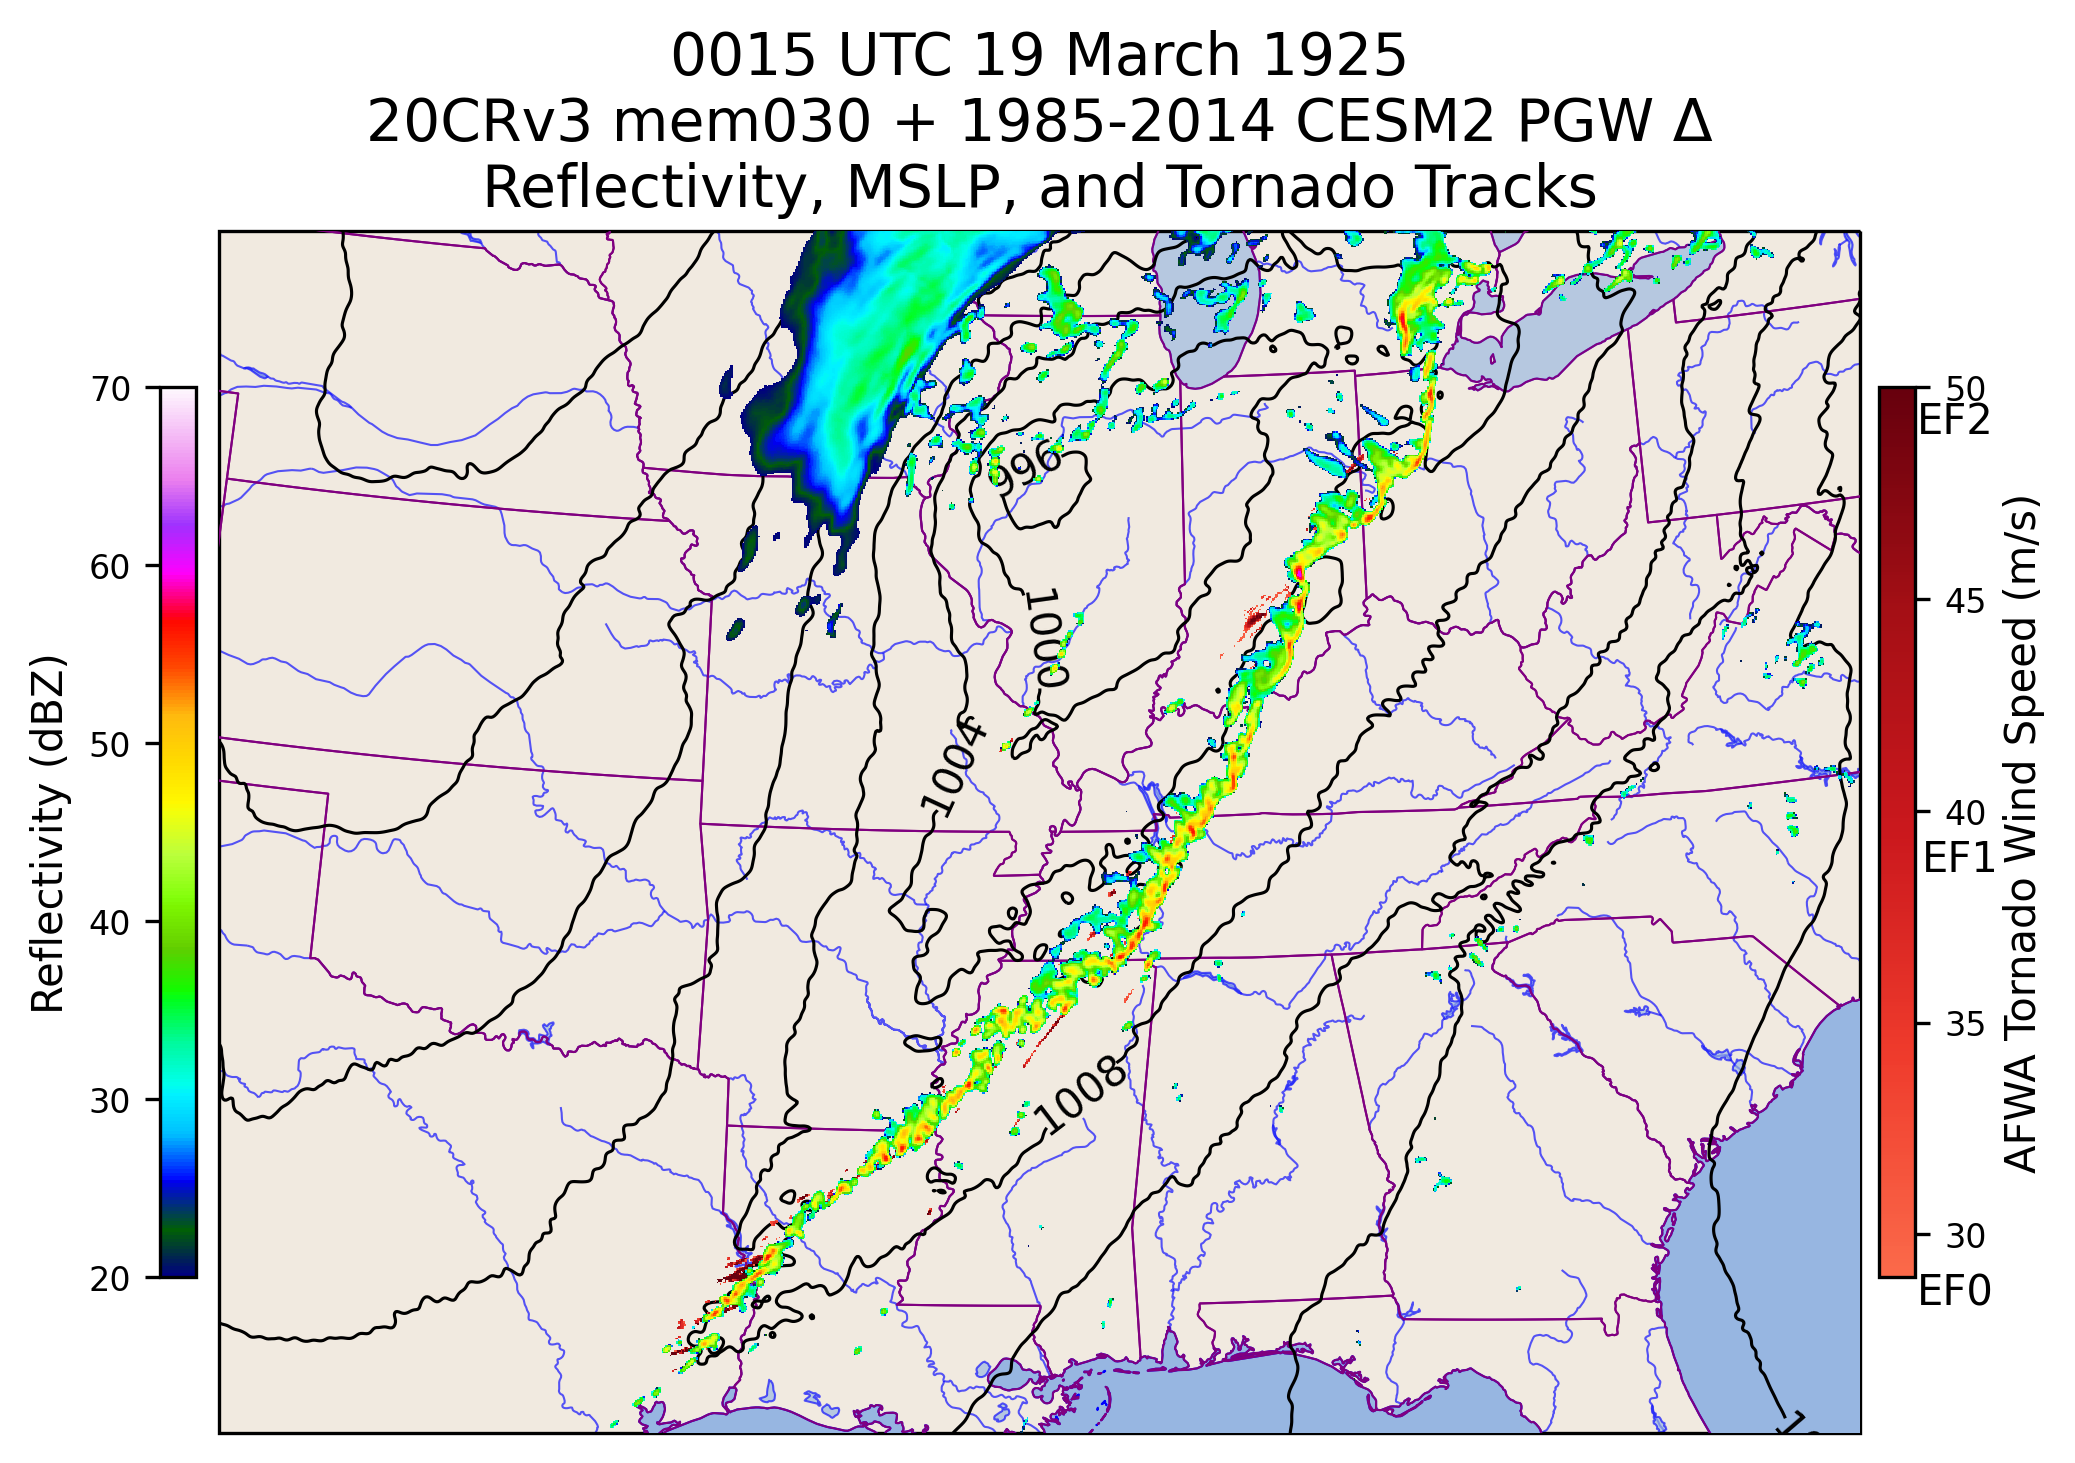 0015 UTC 19 March 1925
20CRv3 mem030 + 1985-2014 CESM2 PGW Δ
Reflectivity, MSLP, and Tornado Tracks
Reflectivity (dBZ)
70
60
50
40
30
20
996
1000
1004
1008
50
EF2
45
40
EF1
35
30
EF0
AFWA Tornado Wind Speed (m/s)